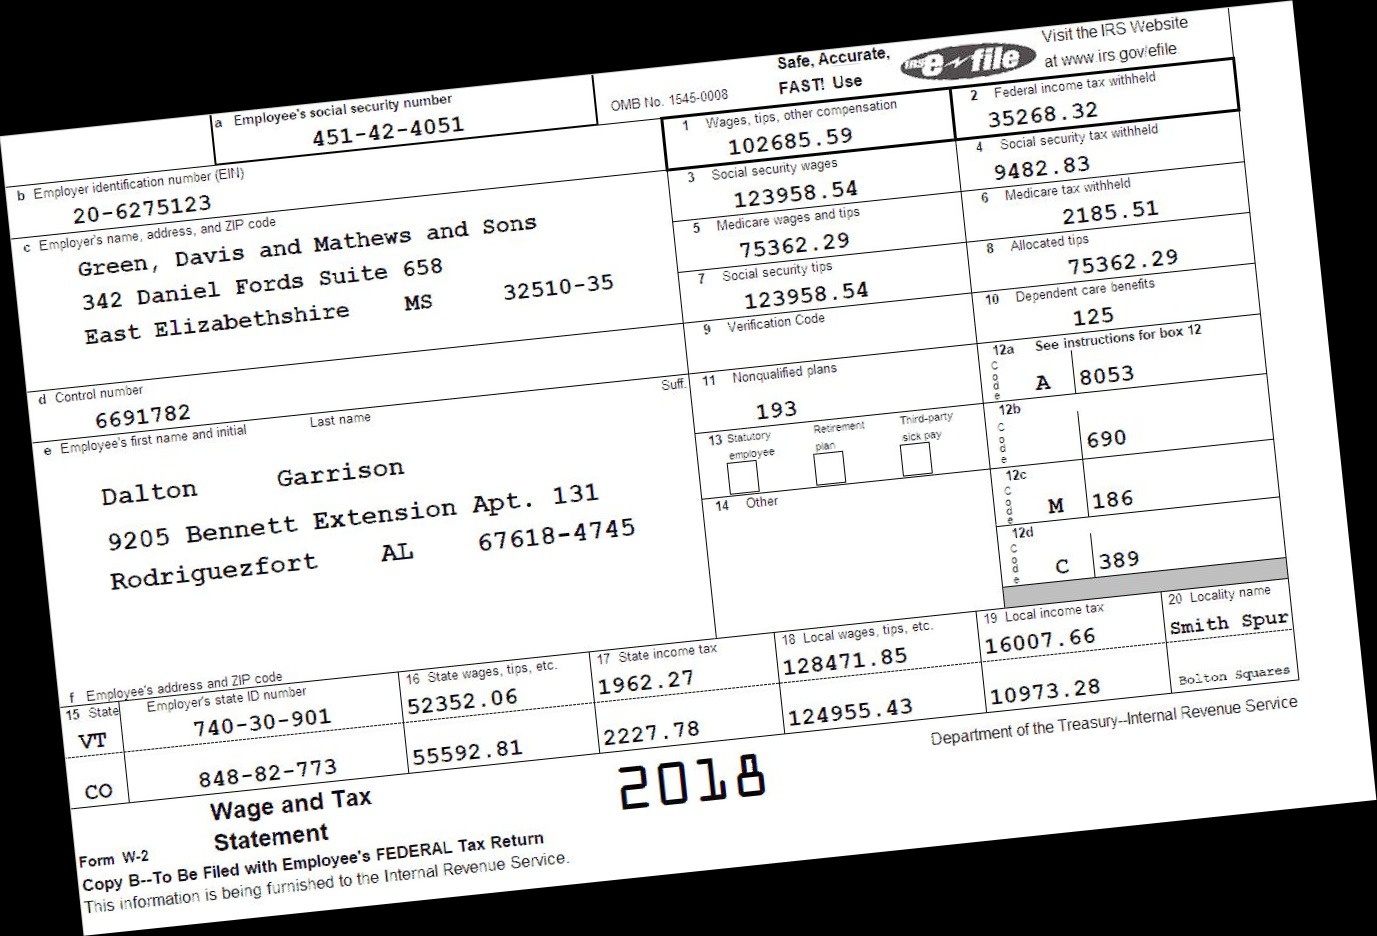 a Employee's social security number
451-42-4051
OMB No. 1545-0008
Safe, Accurate,
FAST! Use
IRS e-file
Visit the IRS Website
at www.irs.gov/efile
b Employer identification number (EIN)
20-6275123
1 Wages, tips, other compensation
102685.59
2 Federal income tax withheld
35268.32
c Employer's name, address, and ZIP code
Green, Davis and Mathews and Sons
342 Daniel Fords Suite 658
East Elizabethshire MS 32510-35
3 Social security wages
123958.54
4 Social security tax withheld
9482.83
5 Medicare wages and tips
75362.29
6 Medicare tax withheld
2185.51
7 Social security tips
123958.54
8 Allocated tips
75362.29
d Control number
6691782
9 Verification Code
10 Dependent care benefits
125
e Employee's first name and initial Last name Suff.
Dalton Garrison
9205 Bennett Extension Apt. 131
Rodriguezfort AL 67618-4745
11 Nonqualified plans
193
12a See instructions for box 12
Code A 8053
13 Statutory employee
Retirement plan
Third-party sick pay
12b
Code 690
14 Other
12c
Code M 186
12d
Code C 389
f Employee's address and ZIP code
15 State Employer's state ID number
VT 740-30-901
CO 848-82-773
16 State wages, tips, etc.
52352.06
55592.81
17 State income tax
1962.27
2227.78
18 Local wages, tips, etc.
128471.85
124955.43
19 Local income tax
16007.66
10973.28
20 Locality name
Smith Spur
Bolton Squares
Form W-2
Wage and Tax
Statement
2018
Department of the Treasury--Internal Revenue Service
Copy B--To Be Filed with Employee's FEDERAL Tax Return
This information is being furnished to the Internal Revenue Service.